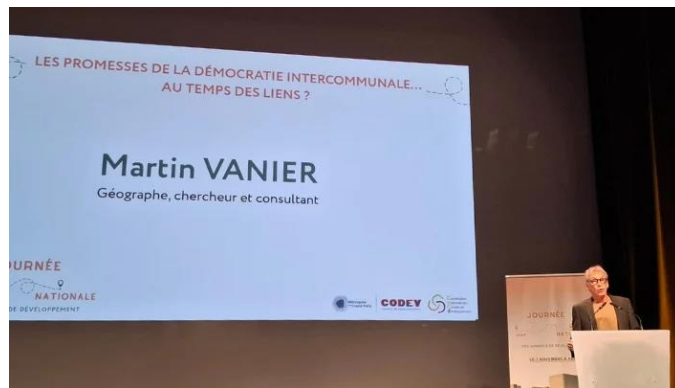 LES PROMESSES DE LA DÉMOCRATIE INTERCOMMUNALE...
AU TEMPS DES LIENS ?
Martin VANIER
Géographe, chercheur et consultant
OURNÉE
NATIONALE
DE DÉVELOPPEMENT
CODEV
JOURNÉE